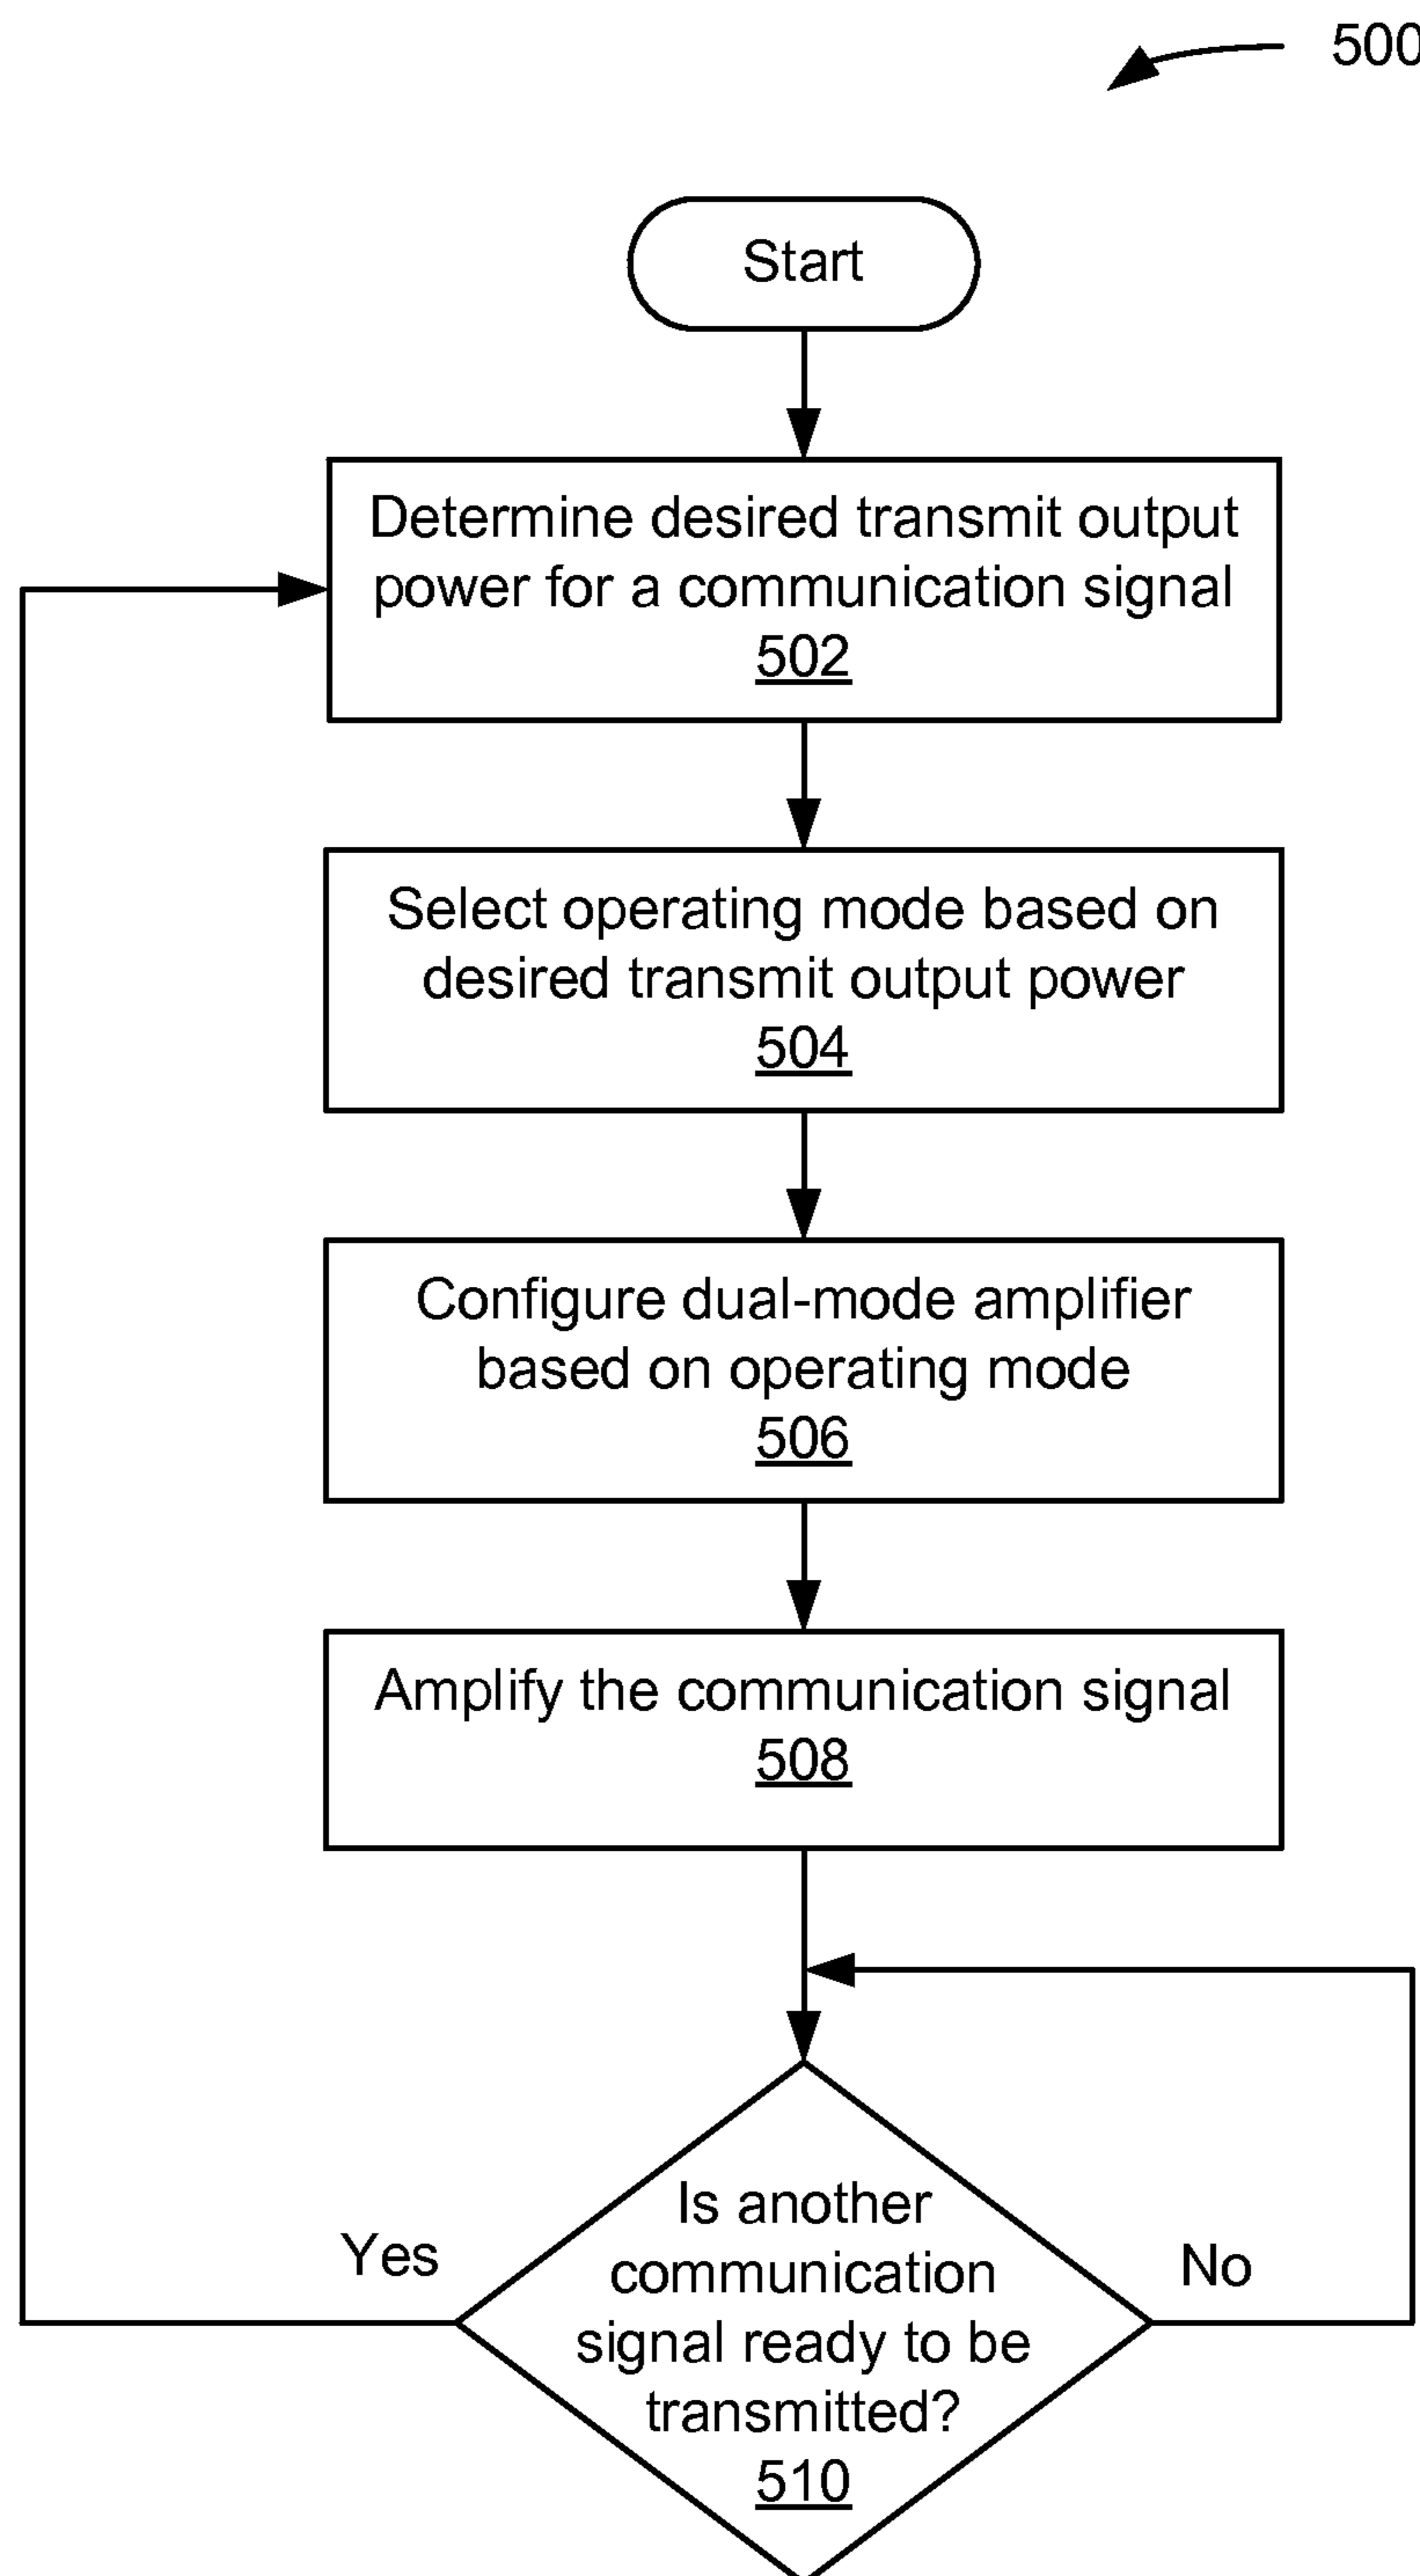 500
Start
Determine desired transmit output
power for a communication signal
502
Select operating mode based on
desired transmit output power
504
Configure dual-mode amplifier
based on operating mode
506
Amplify the communication signal
508
Is another
communication
signal ready to be
transmitted?
510
Yes
No